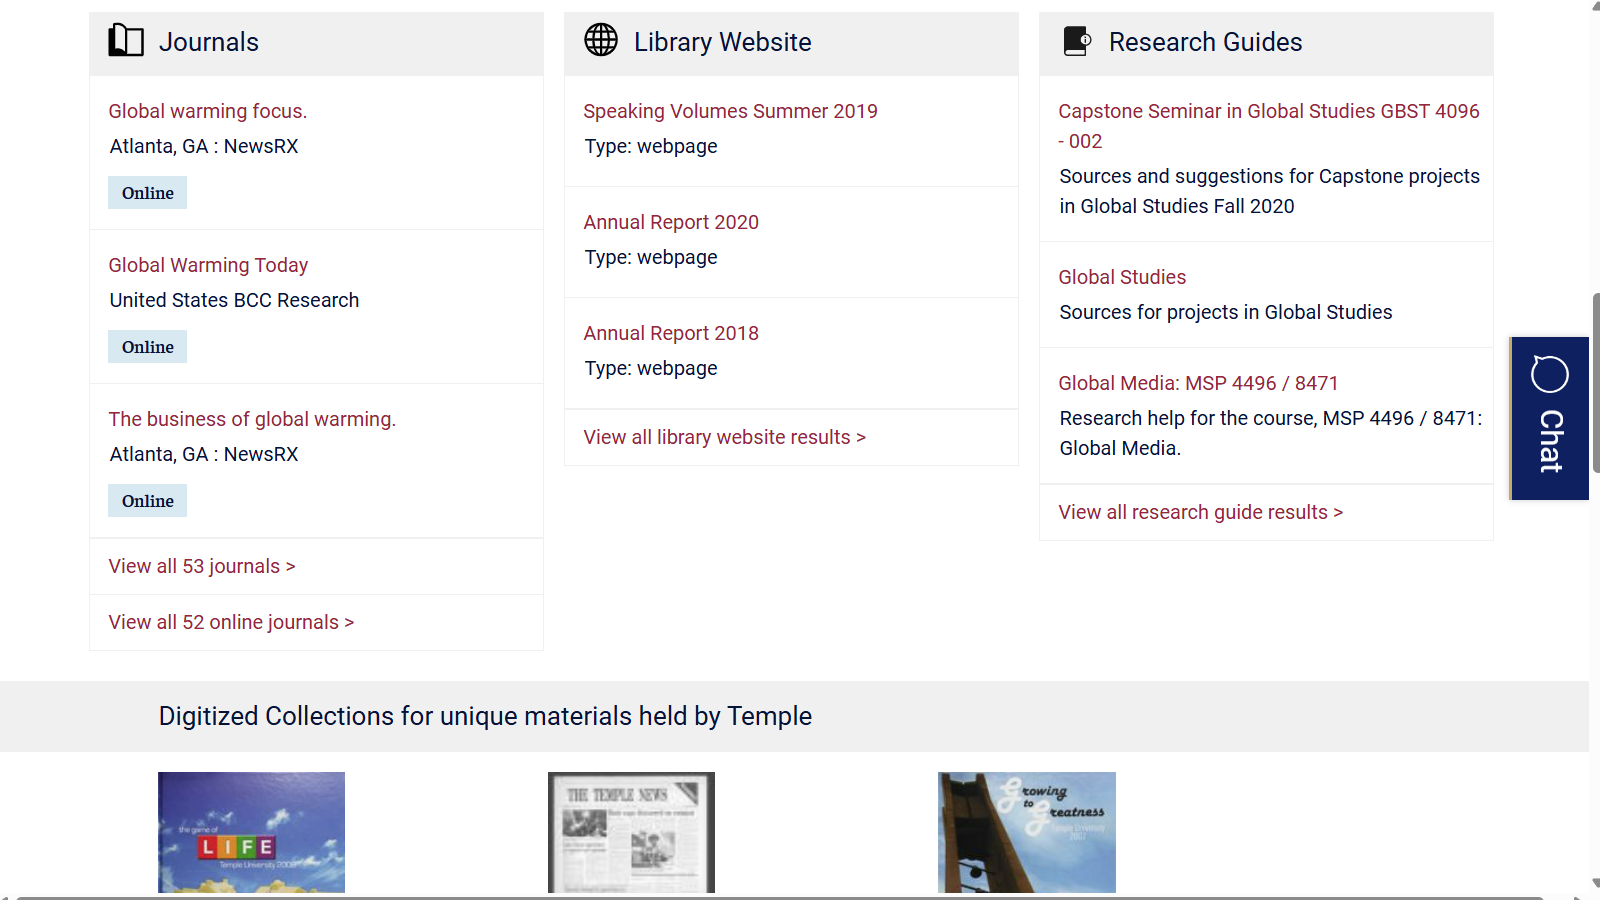 Journals
Global warming focus.
Atlanta, GA : NewsRX
Online
Global Warming Today
United States BCC Research
Online
The business of global warming.
Atlanta, GA : NewsRX
Online
View all 53 journals >
View all 52 online journals >
Library Website
Speaking Volumes Summer 2019
Type: webpage
Annual Report 2020
Type: webpage
Annual Report 2018
Type: webpage
View all library website results >
Research Guides
Capstone Seminar in Global Studies GBST 4096
- 002
Sources and suggestions for Capstone projects
in Global Studies Fall 2020
Global Studies
Sources for projects in Global Studies
Global Media: MSP 4496 / 8471
Research help for the course, MSP 4496 / 8471:
Global Media.
View all research guide results >
Chat
Digitized Collections for unique materials held by Temple
the game of
LIFE
Temple University
THE TEMPLE NEWS
Growing
to
Greatness
Temple University
2007